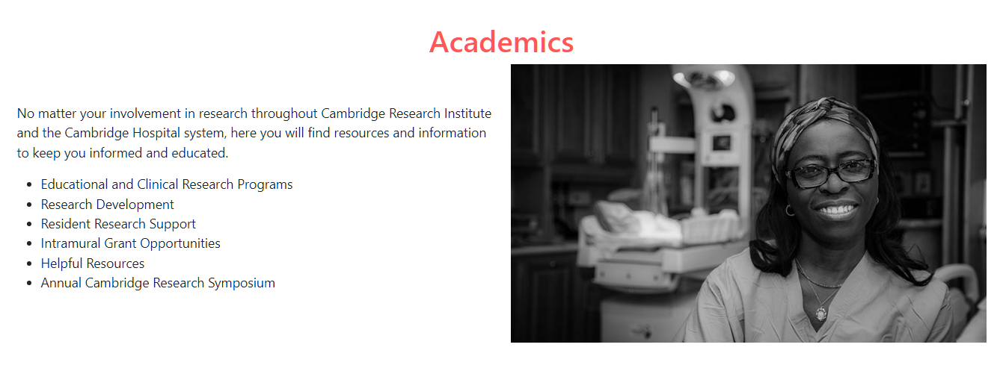 Academics
No matter your involvement in research throughout Cambridge Research Institute
and the Cambridge Hospital system, here you will find resources and information
to keep you informed and educated.
• Educational and Clinical Research Programs
• Research Development
• Resident Research Support
• Intramural Grant Opportunities
• Helpful Resources
• Annual Cambridge Research Symposium